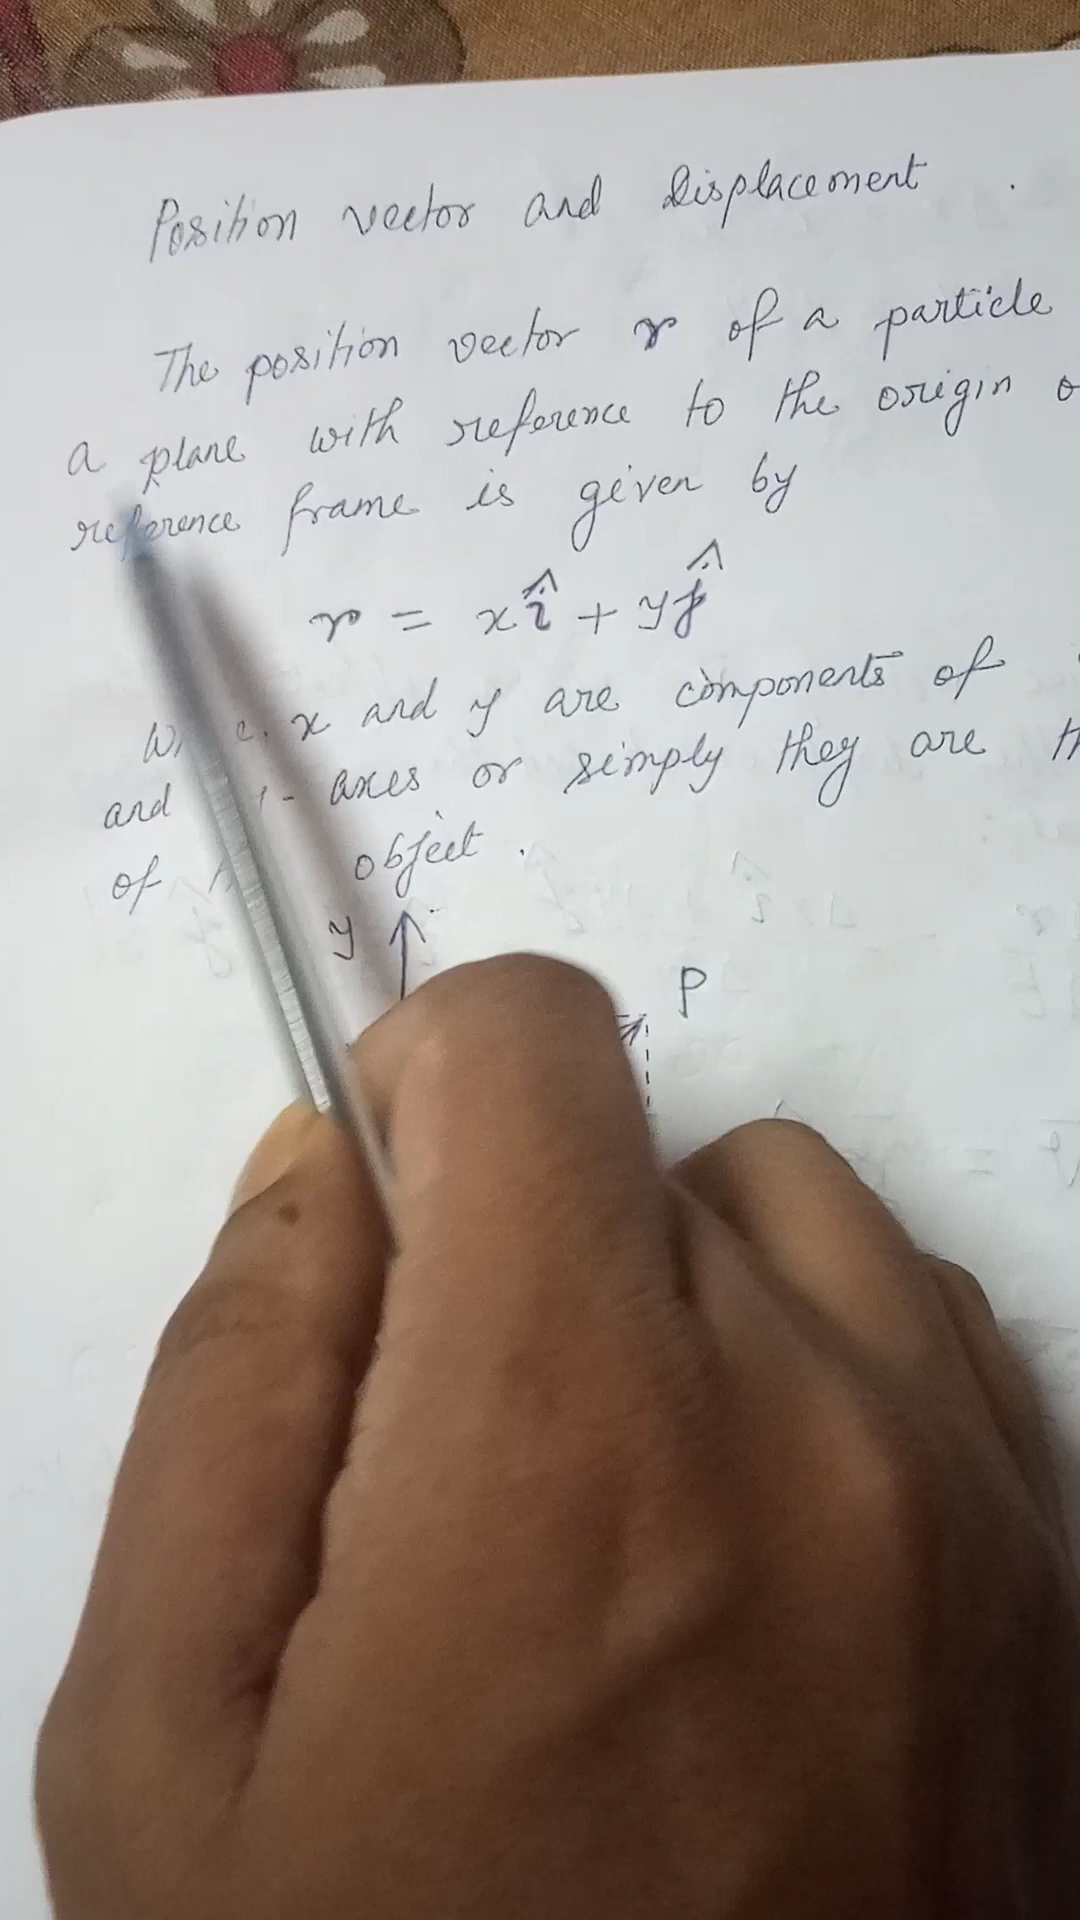 Position vector and Displacement .
The position vector r of a particle
a plane with reference to the origin
reference frame is given by
r = xî + yĵ
x and y are components of
and axes or simply they are
of object .
y
P